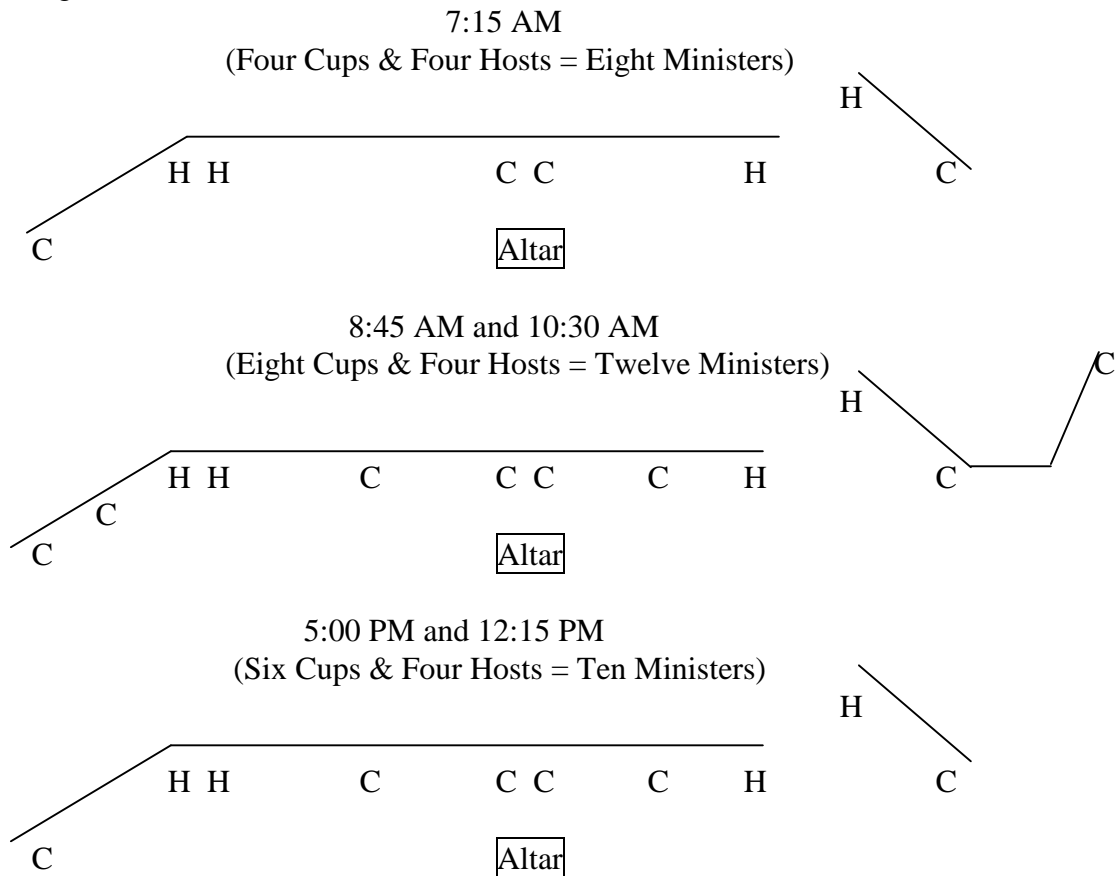 7:15 AM
(Four Cups & Four Hosts = Eight Ministers)
H
H H C C H C
C Altar
8:45 AM and 10:30 AM
(Eight Cups & Four Hosts = Twelve Ministers) C
H
H H C C C C H C
C
C Altar
5:00 PM and 12:15 PM
(Six Cups & Four Hosts = Ten Ministers)
H
H H C C C C H C
C Altar